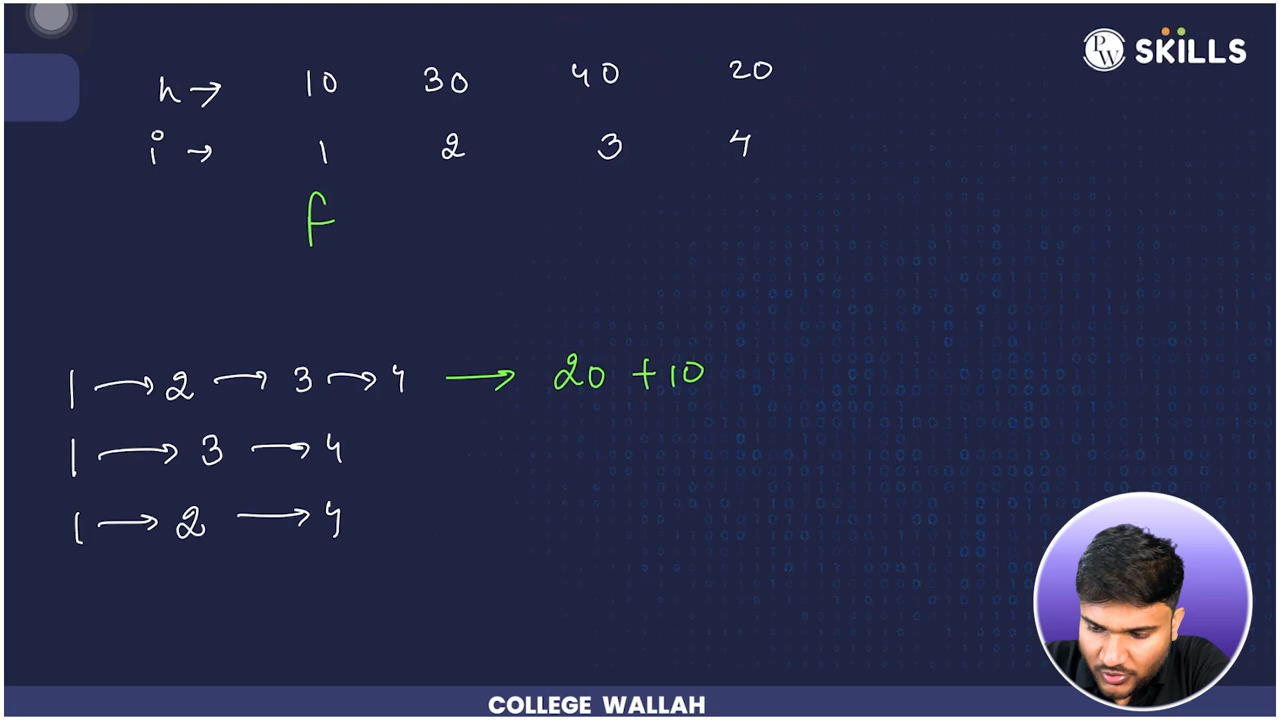 PW SKILLS
h → 10 30 40 20
i → 1 2 3 4
f
1 → 2 → 3 → 4 → 20 + 10
1 → 3 → 4
1 → 2 → 4
COLLEGE WALLAH